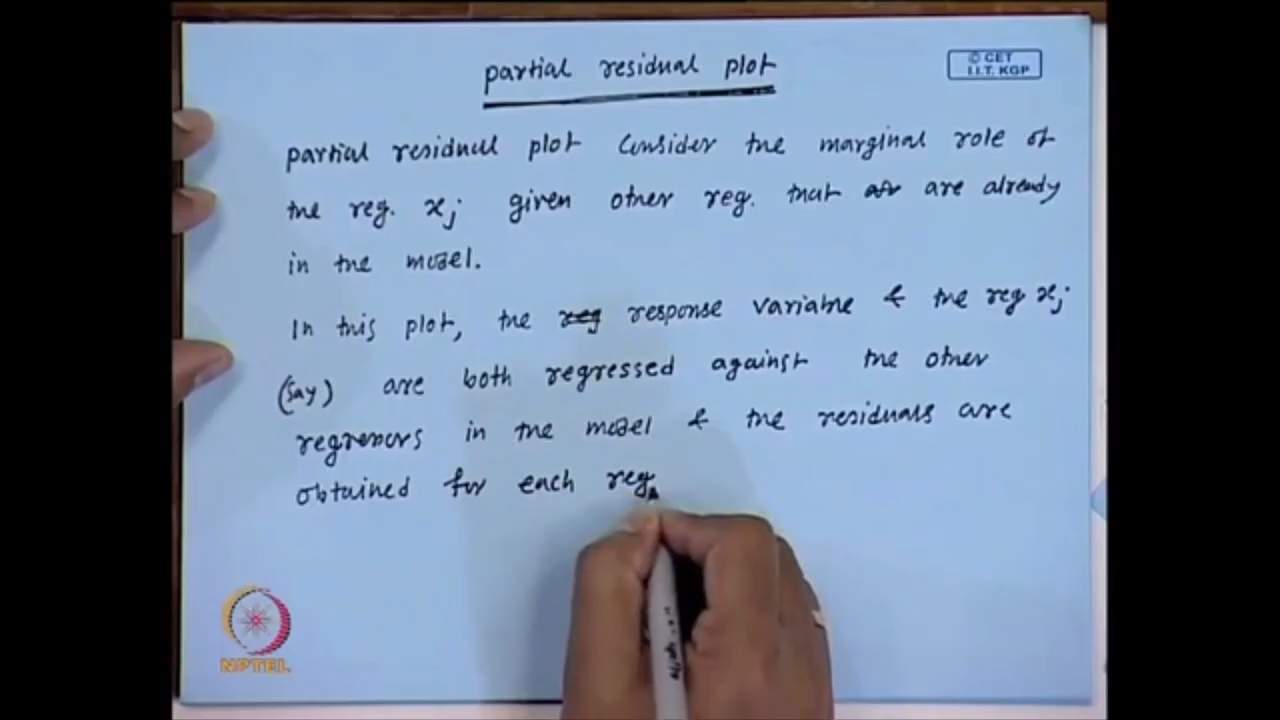 partial residual plot
© CET
I.I.T. KGP
partial residual plot Consider the marginal role of
the reg. xj given other reg. that are already
in the model.
In this plot, the reg response variable & the reg xj
(say) are both regressed against the other
regressors in the model & the residuals are
obtained for each reg
NPTEL